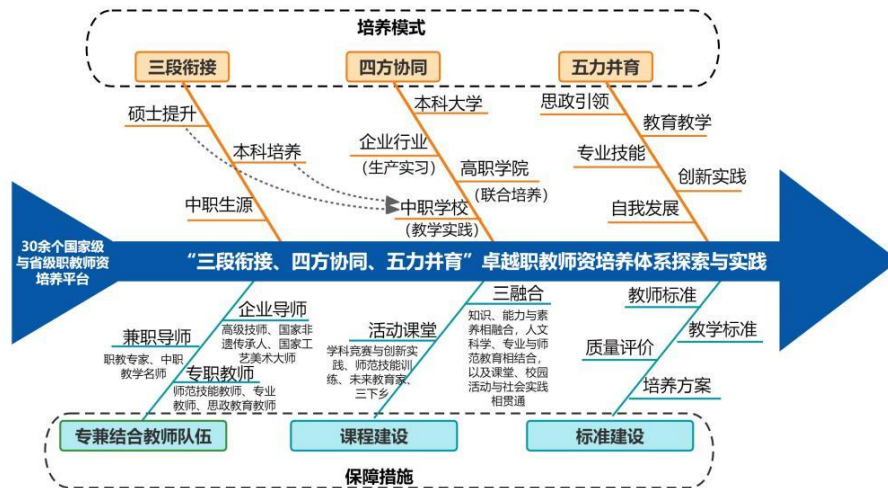 培养模式
三段衔接
四方协同
五力并育
硕士提升
本科培养
中职生源
本科大学
企业行业
(生产实习)
高职学院
(联合培养)
中职学校
(教学实践)
思政引领
教育教学
专业技能
创新实践
自我发展
30余个国家级
与省级职教师资
培养平台
“三段衔接、四方协同、五力并育”卓越职教师资培养体系探索与实践
企业导师
高级技师、国家非
遗传承人、国家工
艺美术大师
兼职导师
职教专家、中职
教学名师
专职教师
师范技能教师、专业
教师、思政教育教师
三融合
知识、能力与素
养相融合，人文
科学、专业与师
范教育相结合，
以及课堂、校园
活动与社会实践
相贯通
活动课堂
学科竞赛与创新实
践、师范技能训
练、未来教育家、
三下乡
教师标准
教学标准
质量评价
培养方案
专兼结合教师队伍
课程建设
标准建设
保障措施